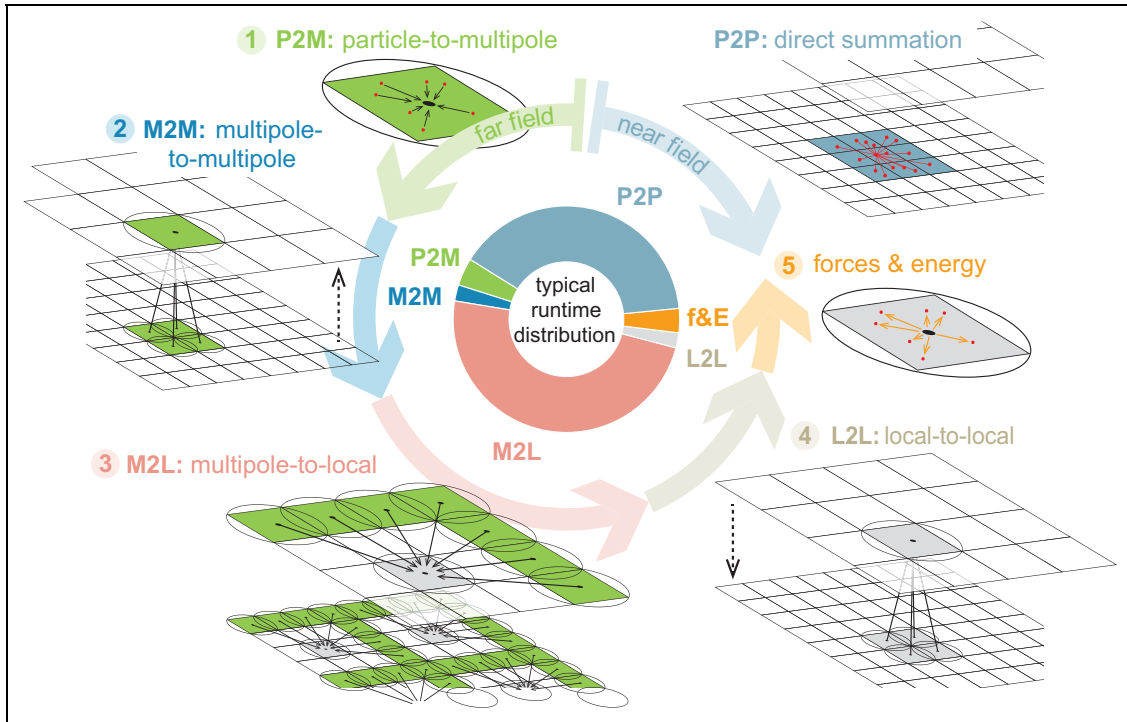 1 P2M: particle-to-multipole
P2P: direct summation
2 M2M: multipole-
to-multipole
far field
near field
P2P
P2M
M2M
typical
runtime
distribution
f&E
L2L
M2L
5 forces & energy
3 M2L: multipole-to-local
4 L2L: local-to-local